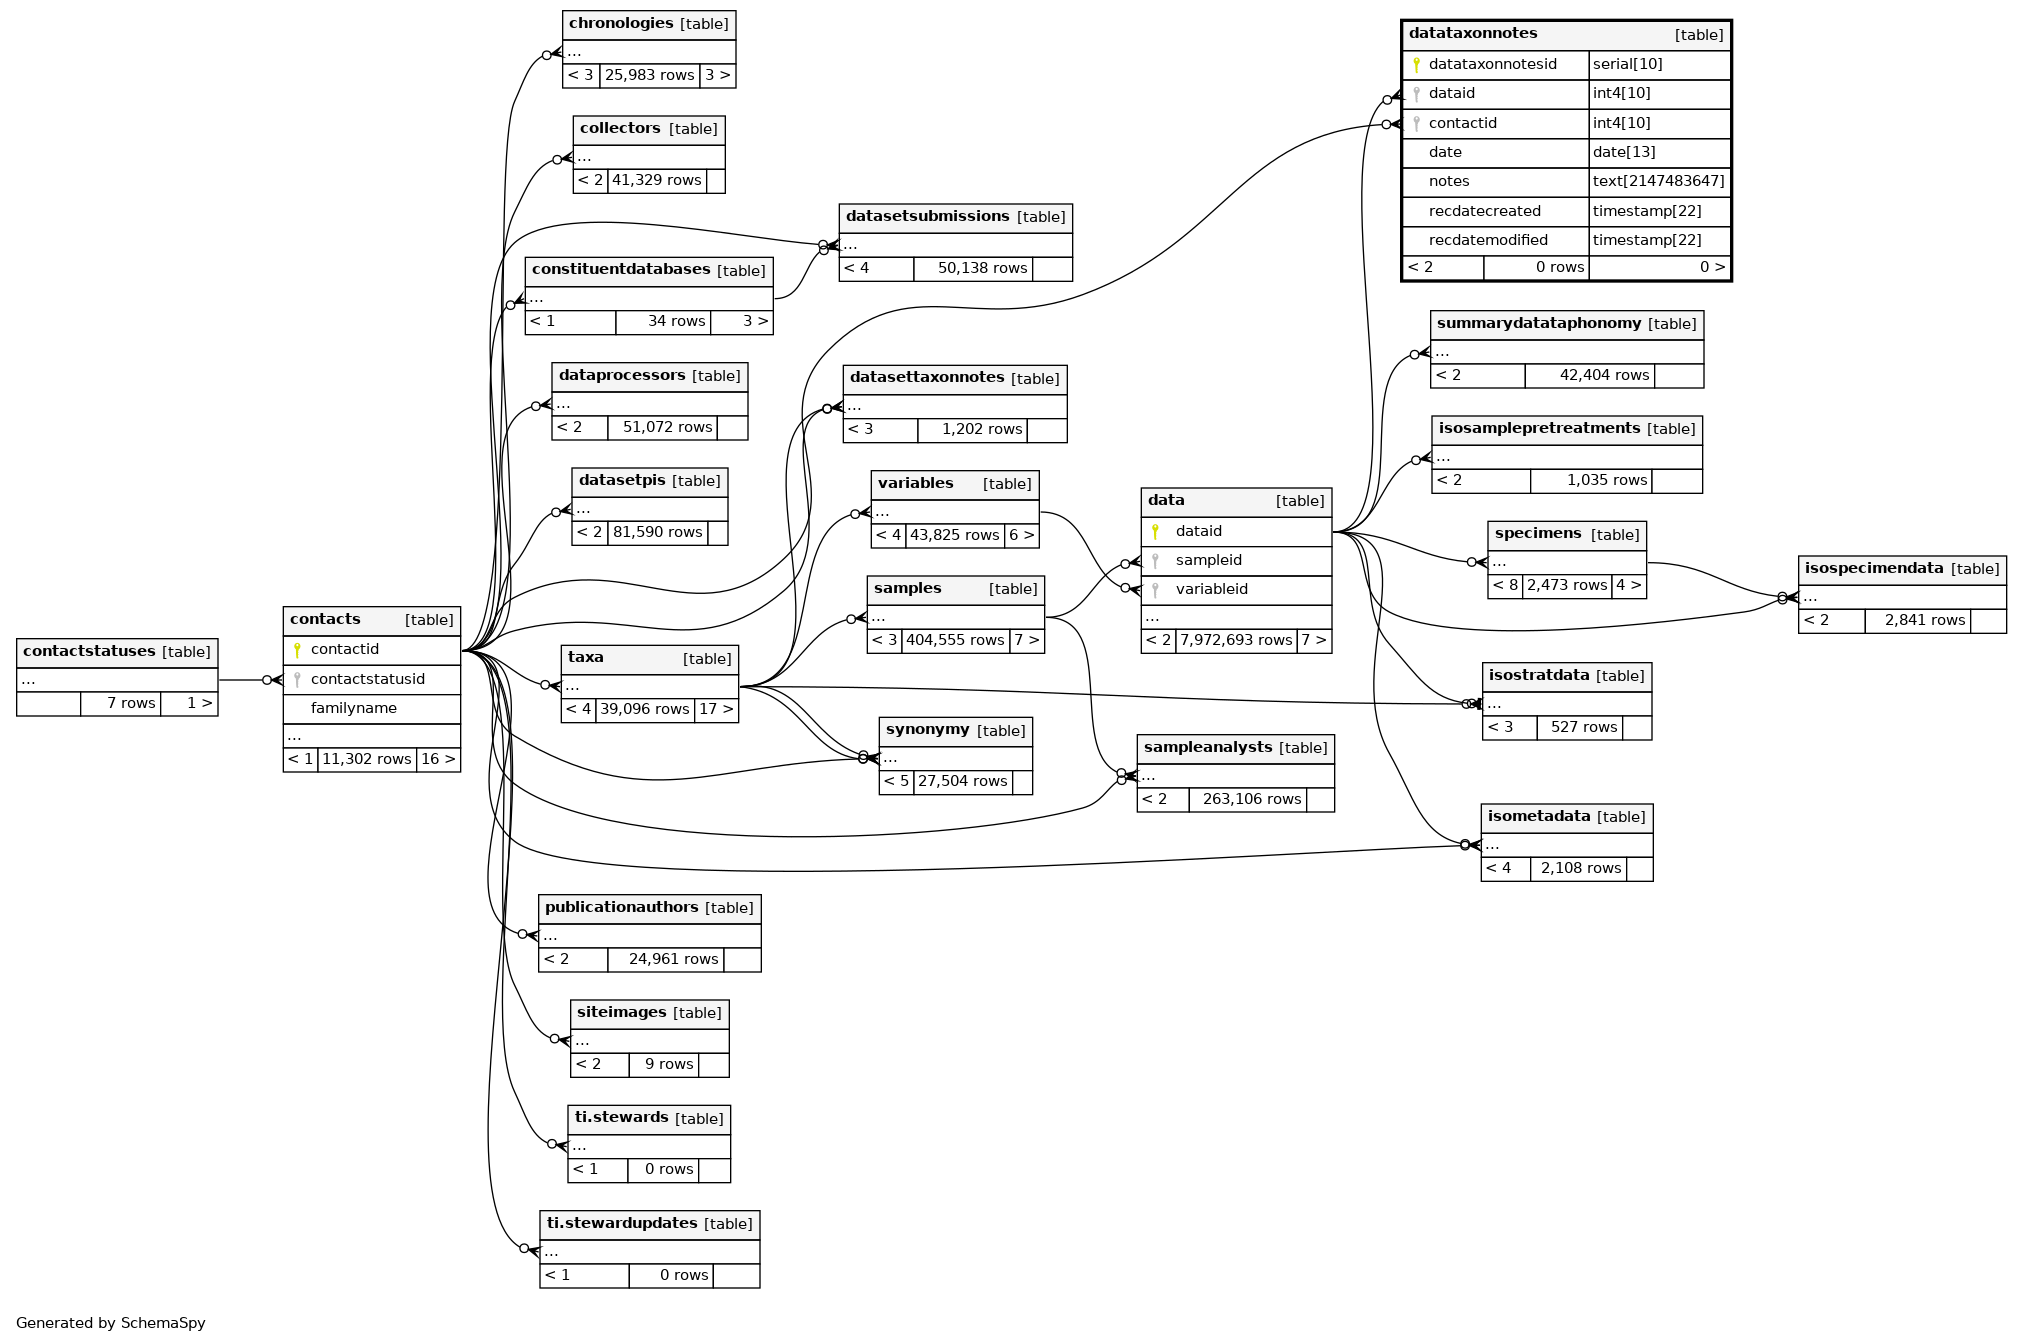 chronologies [table]
...
< 3 25,983 rows 3 >
collectors [table]
...
< 2 41,329 rows
constituentdatabases [table]
...
< 1 34 rows 3 >
dataprocessors [table]
...
< 2 51,072 rows
datasetpis [table]
...
< 2 81,590 rows
contactstatuses [table]
...
7 rows 1 >
contacts [table]
contactid
contactstatusid
familyname
...
< 1 11,302 rows 16 >
taxa [table]
...
< 4 39,096 rows 17 >
publicationauthors [table]
...
< 2 24,961 rows
siteimages [table]
...
< 2 9 rows
ti.stewards [table]
...
< 1 0 rows
ti.stewardupdates [table]
...
< 1 0 rows
datasetsubmissions [table]
...
< 4 50,138 rows
datasettaxonnotes [table]
...
< 3 1,202 rows
variables [table]
...
< 4 43,825 rows 6 >
samples [table]
...
< 3 404,555 rows 7 >
synonymy [table]
...
< 5 27,504 rows
data [table]
dataid
sampleid
variableid
...
< 2 7,972,693 rows 7 >
sampleanalysts [table]
...
< 2 263,106 rows
datataxonnotes [table]
datataxonnotesid serial[10]
dataid int4[10]
contactid int4[10]
date date[13]
notes text[2147483647]
recdatecreated timestamp[22]
recdatemodified timestamp[22]
< 2 0 rows 0 >
summarydatataphonomy [table]
...
< 2 42,404 rows
isosamplepretreatments [table]
...
< 2 1,035 rows
specimens [table]
...
< 8 2,473 rows 4 >
isospecimendata [table]
...
< 2 2,841 rows
isostratdata [table]
...
< 3 527 rows
isometadata [table]
...
< 4 2,108 rows
Generated by SchemaSpy